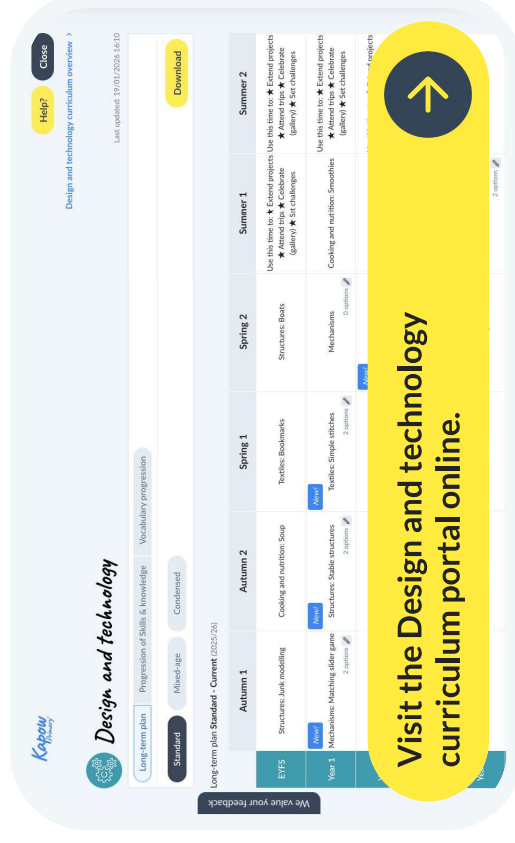 Kapow
Primary
Help?
Close
Design and technology
Design and technology curriculum overview >
Last updated: 19/01/2026 16:10
Long-term plan
Progression of Skills & knowledge
Vocabulary progression
Standard
Mixed-age
Condensed
Download
Long-term plan Standard - Current (2025/26)
Autumn 1
Autumn 2
Spring 1
Spring 2
Summer 1
Summer 2
EYFS
Structures: Junk modelling
Cooking and nutrition: Soup
Textiles: Bookmarks
Structures: Boats
Use this time to: ★ Extend projects
★ Attend trips ★ Celebrate
(gallery) ★ Set challenges
Use this time to: ★ Extend projects
★ Attend trips ★ Celebrate
(gallery) ★ Set challenges
Year 1
New!
Mechanisms: Matching slider game
2 options
New!
Structures: Stable structures
2 options
New!
Textiles: Simple stitches
2 options
Mechanisms
0 options
Cooking and nutrition: Smoothies
Use this time to: ★ Extend projects
★ Attend trips ★ Celebrate
(gallery) ★ Set challenges
New!
projects
2 options
We value your feedback
Visit the Design and technology
curriculum portal online.